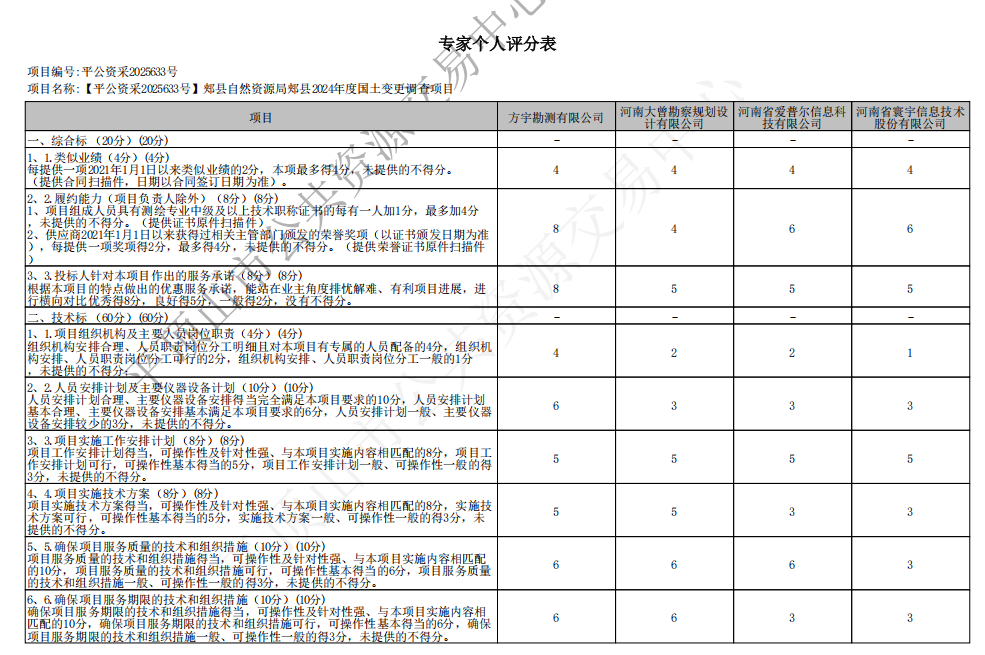 专家个人评分表
项目编号:平公资采2025633号
项目名称:【平公资采2025633号】郏县自然资源局郏县2024年度国土变更调查项目
项目 方宇勘测有限公司 河南大曾勘察规划设计有限公司 河南省爱普尔信息科技有限公司 河南省寰宇信息技术股份有限公司
一、综合标（20分）(20分) — — — —
1、1.类似业绩（4分）(4分)
每提供一项2021年1月1日以来类似业绩的2分，本项最多得4分，未提供的不得分。
（提供合同扫描件，日期以合同签订日期为准）。
4 4 4 4
2、2.履约能力（项目负责人除外）（8分）(8分)
1、项目组成人员具有测绘专业中级及以上技术职称证书的每有一人加1分，最多加4分
，未提供的不得分。（提供证书原件扫描件）
2、供应商2021年1月1日以来获得过相关主管部门颁发的荣誉奖项（以证书颁发日期为准
），每提供一项奖项得2分，最多得4分，未提供的不得分。（提供荣誉证书原件扫描件
）
8 4 6 6
3、3.投标人针对本项目作出的服务承诺（8分）(8分)
根据本项目的特点做出的优惠服务承诺，能站在业主角度排忧解难、有利项目进展，进
行横向对比优秀得8分，良好得5分，一般得2分，没有不得分。
8 5 5 5
二、技术标（60分）(60分) — — — —
1、1.项目组织机构及主要人员岗位职责（4分）(4分)
组织机构安排合理、人员职责岗位分工明细且对本项目有专属的人员配备的4分，组织机
构安排、人员职责岗位分工可行的2分，组织机构安排、人员职责岗位分工一般的1分
，未提供的不得分。
4 2 2 1
2、2.人员安排计划及主要仪器设备计划（10分）(10分)
人员安排计划合理、主要仪器设备安排得当完全满足本项目要求的10分，人员安排计划
基本合理、主要仪器设备安排基本满足本项目要求的6分，人员安排计划一般、主要仪器
设备安排较少的3分，未提供的不得分。
6 3 3 3
3、3.项目实施工作安排计划（8分）(8分)
项目工作安排计划得当，可操作性及针对性强、与本项目实施内容相匹配的8分，项目工
作安排计划可行，可操作性基本得当的5分，项目工作安排计划一般、可操作性一般的得
3分，未提供的不得分。
5 5 5 5
4、4.项目实施技术方案（8分）(8分)
项目实施技术方案得当，可操作性及针对性强、与本项目实施内容相匹配的8分，实施技
术方案可行，可操作性基本得当的5分，实施技术方案一般、可操作性一般的得3分，未
提供的不得分。
5 5 3 3
5、5.确保项目服务质量的技术和组织措施（10分）(10分)
项目服务质量的技术和组织措施得当，可操作性及针对性强、与本项目实施内容相匹配
的10分，项目服务质量的技术和组织措施可行，可操作性基本得当的6分，项目服务质量
的技术和组织措施一般、可操作性一般的得3分，未提供的不得分。
6 6 6 3
6、6.确保项目服务期限的技术和组织措施（10分）(10分)
确保项目服务期限的技术和组织措施得当，可操作性及针对性强、与本项目实施内容相
匹配的10分，确保项目服务期限的技术和组织措施可行，可操作性基本得当的6分，确保
项目服务期限的技术和组织措施一般、可操作性一般的得3分，未提供的不得分。
6 6 3 3
平顶山市公共资源交易中心
平顶山市公共资源交易中心